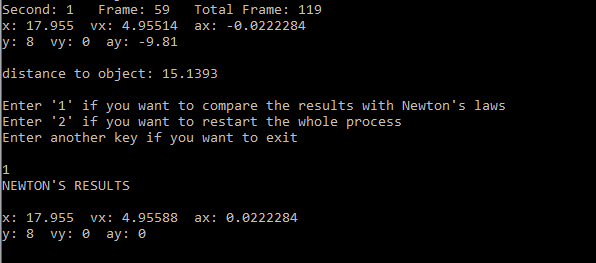 Second: 1   Frame: 59   Total Frame: 119
x: 17.955  vx: 4.95514  ax: -0.0222284
y: 8  vy: 0  ay: -9.81
distance to object: 15.1393
Enter '1' if you want to compare the results with Newton's laws
Enter '2' if you want to restart the whole process
Enter another key if you want to exit
1
NEWTON'S RESULTS
x: 17.955  vx: 4.95588  ax: 0.0222284
y: 8  vy: 0  ay: 0